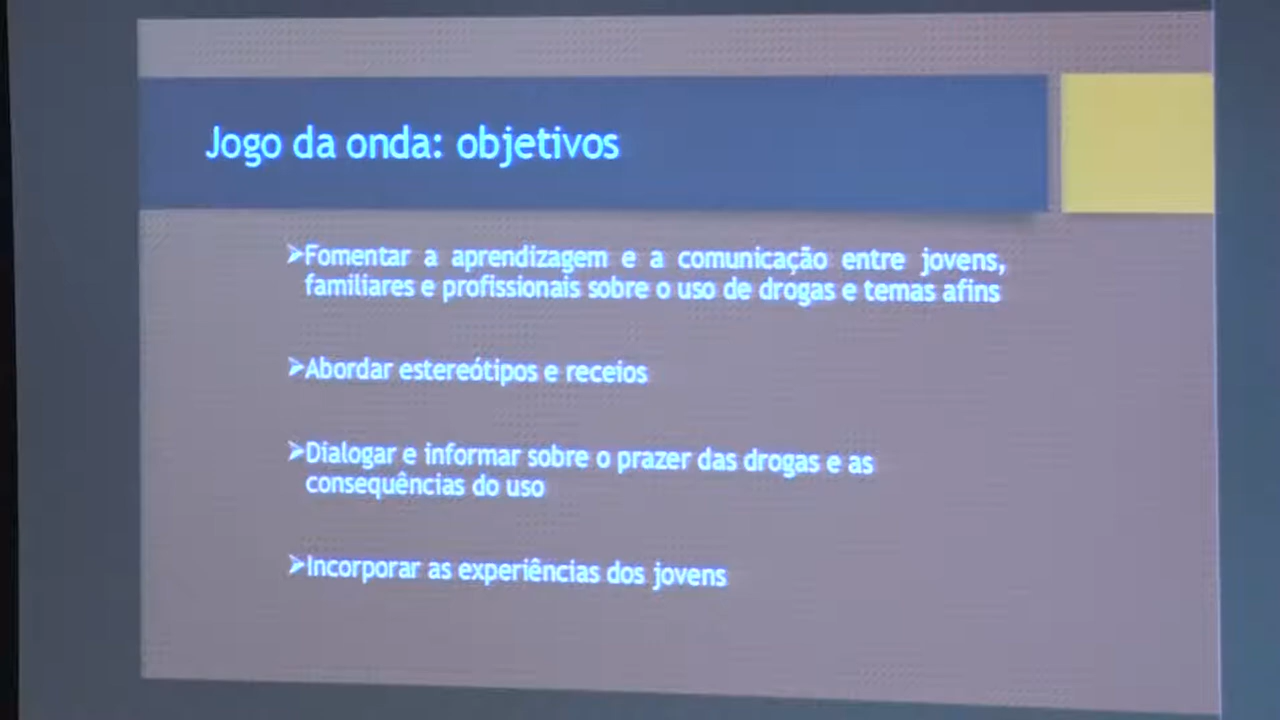 Jogo da onda: objetivos
➢Fomentar a aprendizagem e a comunicação entre jovens,
familiares e profissionais sobre o uso de drogas e temas afins
➢Abordar estereótipos e receios
➢Dialogar e informar sobre o prazer das drogas e as
consequências do uso
➢Incorporar as experiências dos jovens